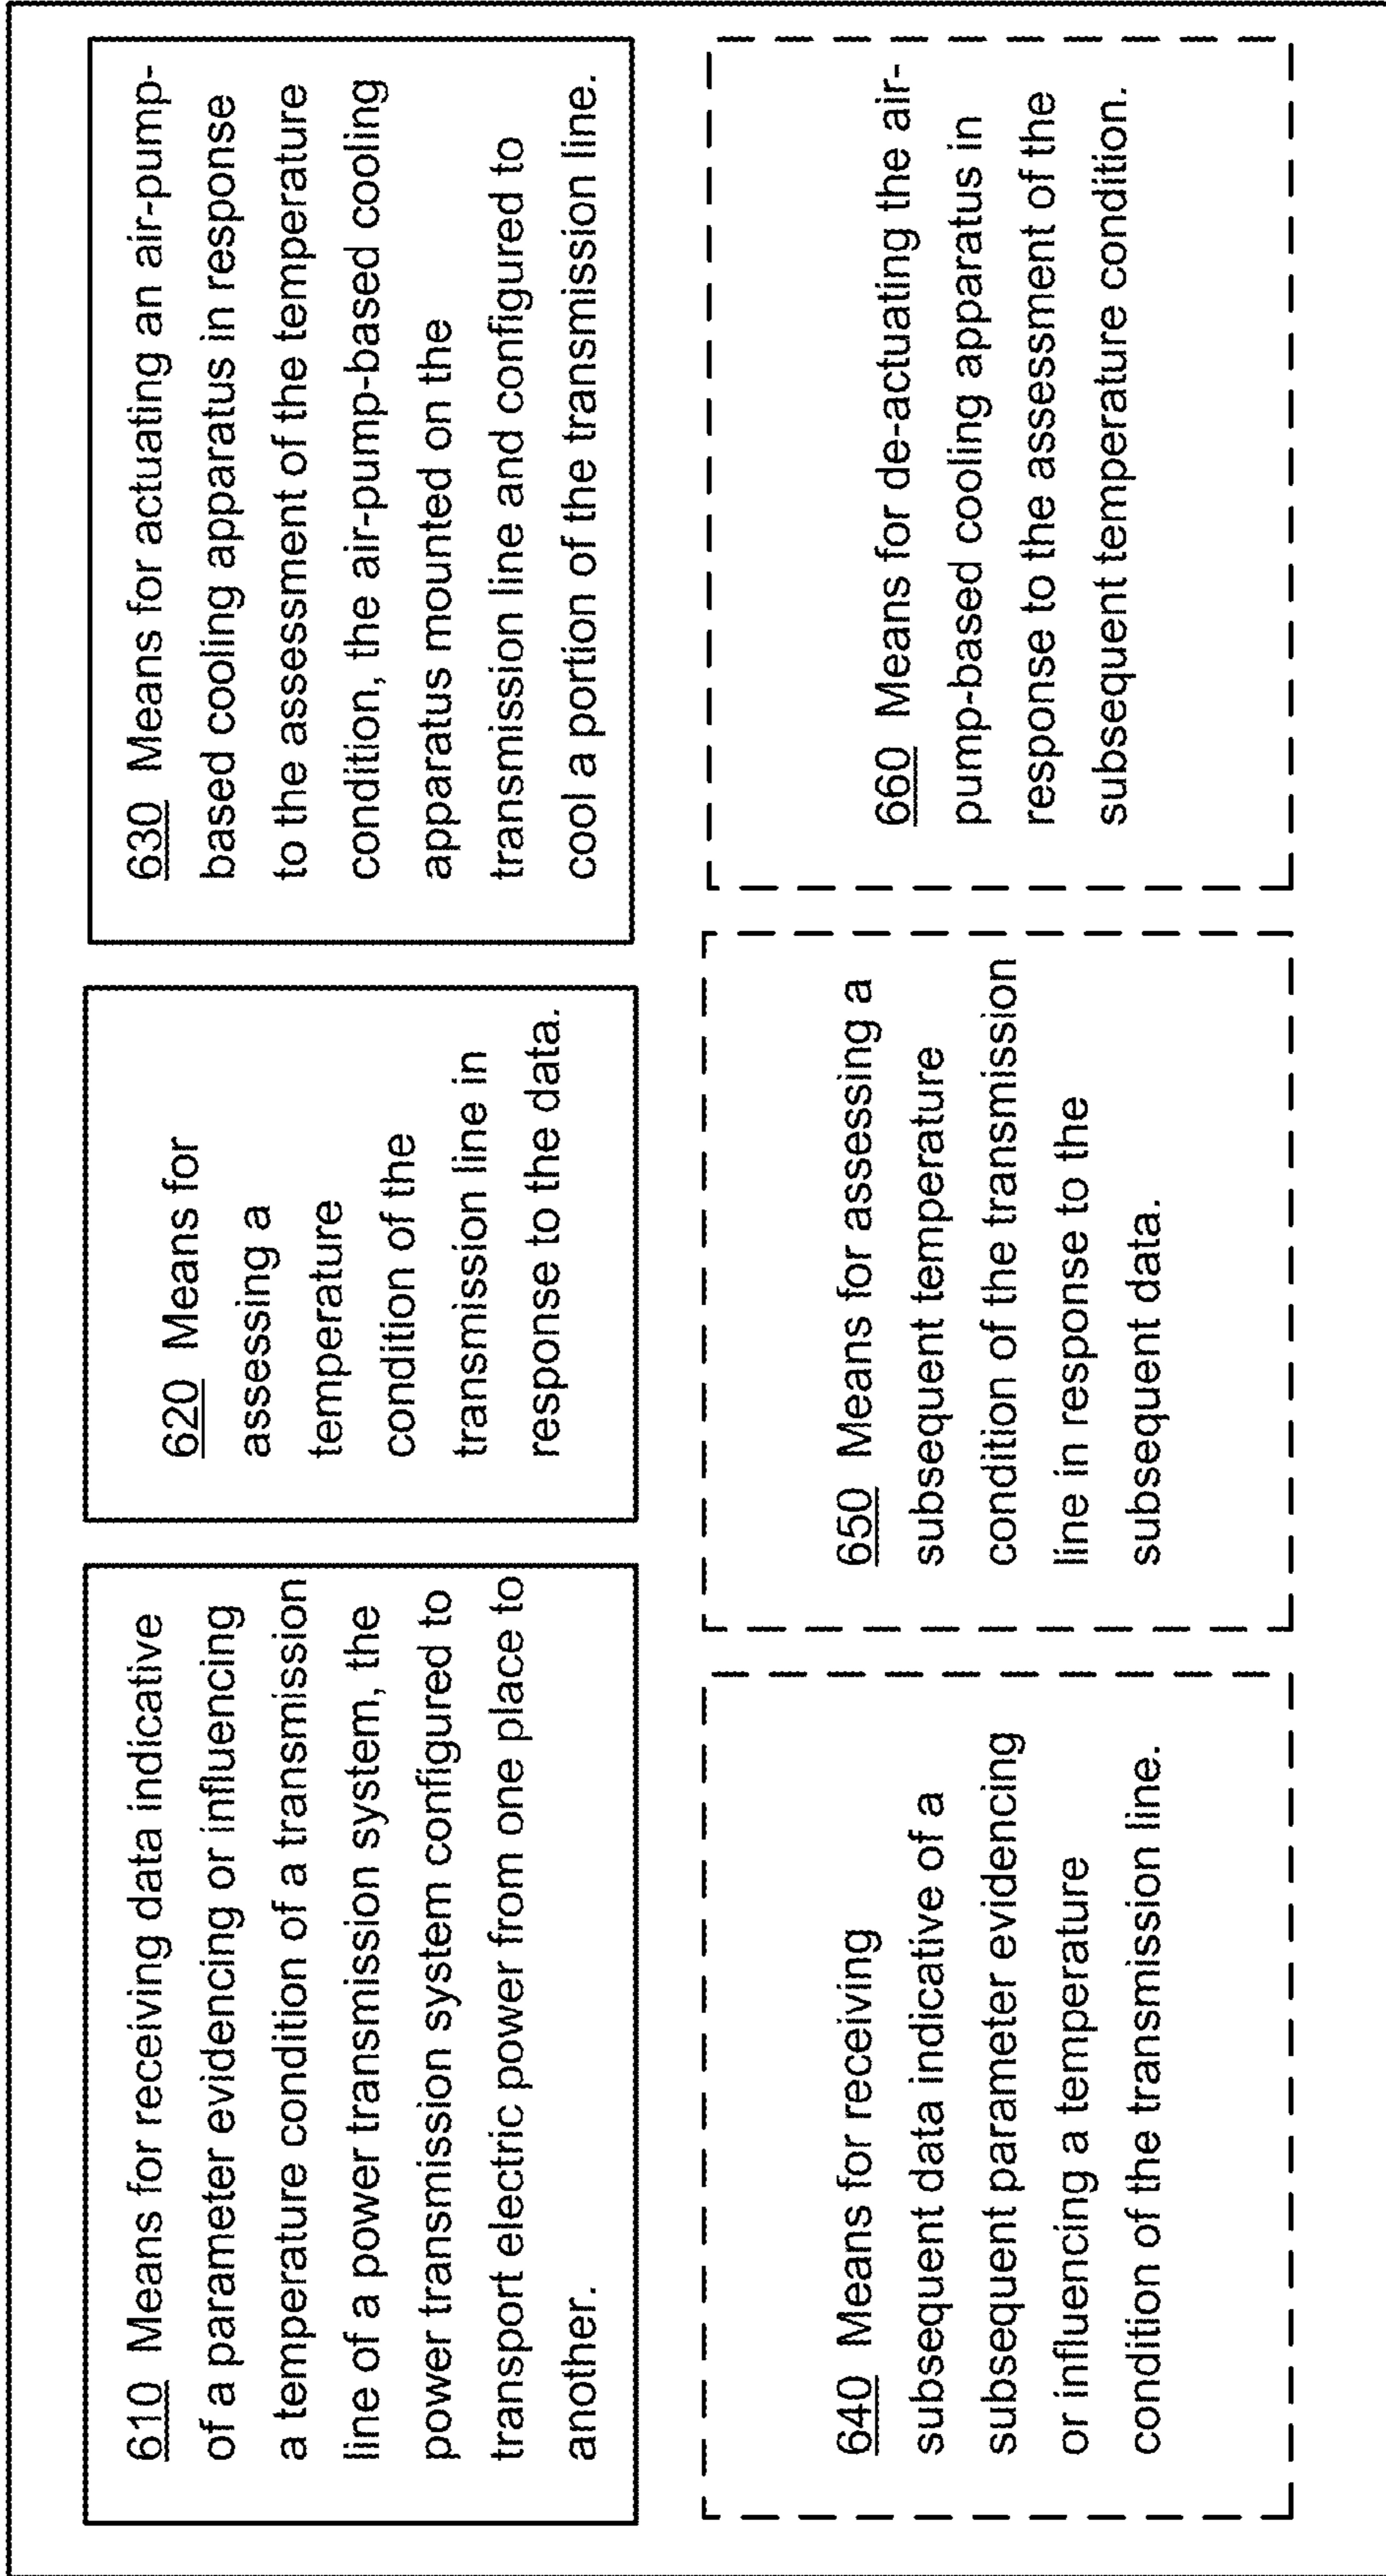 610 Means for receiving data indicative
of a parameter evidencing or influencing
a temperature condition of a transmission
line of a power transmission system, the
power transmission system configured to
transport electric power from one place to
another.
620 Means for
assessing a
temperature
condition of the
transmission line in
response to the data.
630 Means for actuating an air-pump-
based cooling apparatus in response
to the assessment of the temperature
condition, the air-pump-based cooling
apparatus mounted on the
transmission line and configured to
cool a portion of the transmission line.
640 Means for receiving
subsequent data indicative of a
subsequent parameter evidencing
or influencing a temperature
condition of the transmission line.
650 Means for assessing a
subsequent temperature
condition of the transmission
line in response to the
subsequent data.
660 Means for de-actuating the air-
pump-based cooling apparatus in
response to the assessment of the
subsequent temperature condition.